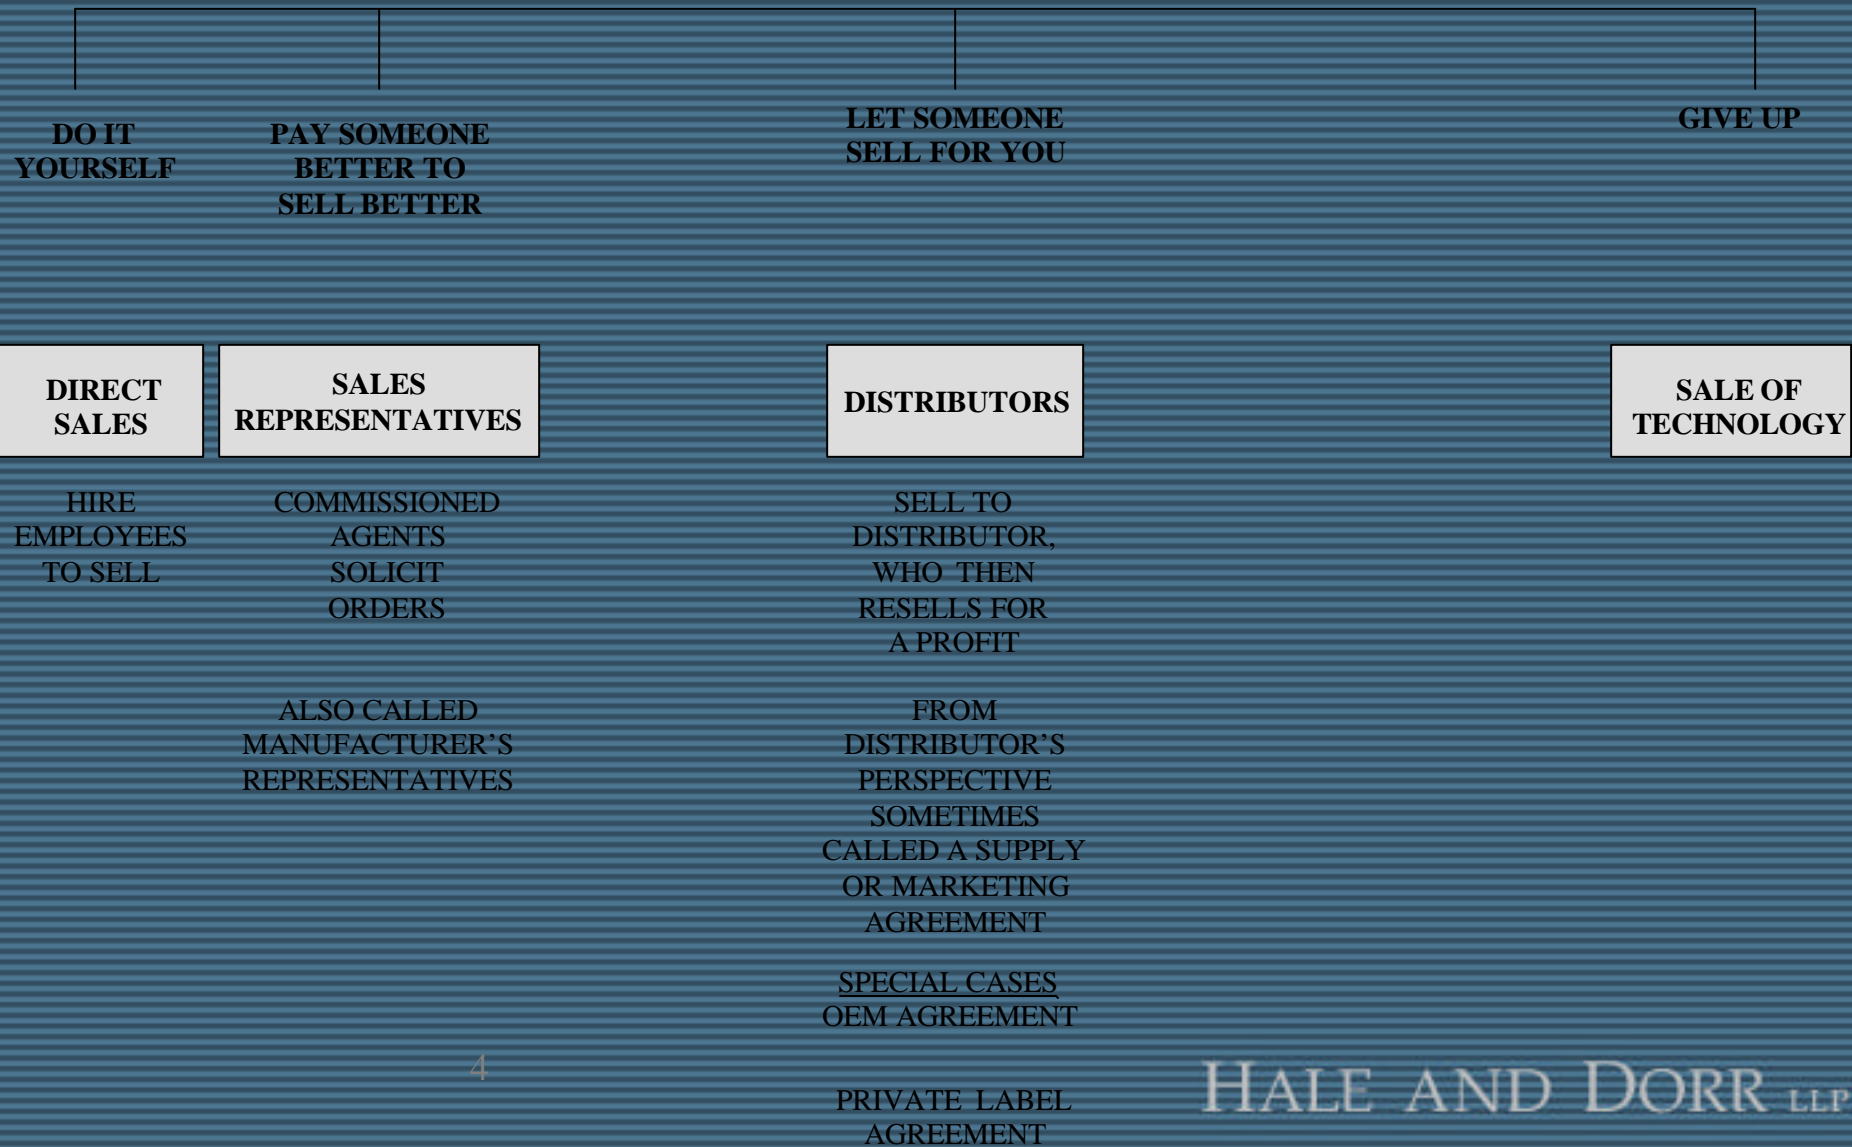 DO IT
YOURSELF
PAY SOMEONE
BETTER TO
SELL BETTER
LET SOMEONE
SELL FOR YOU
GIVE UP
DIRECT
SALES
SALES
REPRESENTATIVES
DISTRIBUTORS
SALE OF
TECHNOLOGY
HIRE
EMPLOYEES
TO SELL
COMMISSIONED
AGENTS
SOLICIT
ORDERS
ALSO CALLED
MANUFACTURER’S
REPRESENTATIVES
SELL TO
DISTRIBUTOR,
WHO THEN
RESELLS FOR
A PROFIT
FROM
DISTRIBUTOR’S
PERSPECTIVE
SOMETIMES
CALLED A SUPPLY
OR MARKETING
AGREEMENT
SPECIAL CASES
OEM AGREEMENT
PRIVATE LABEL
AGREEMENT
4
HALE AND DORR LLP